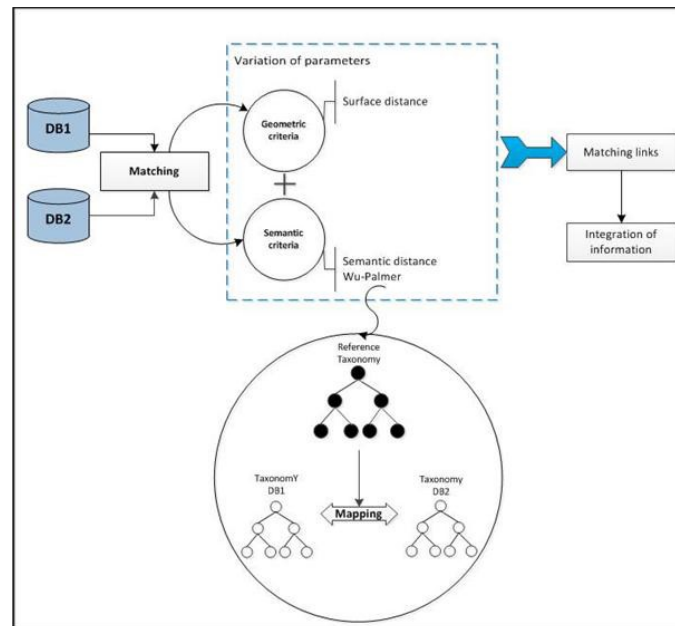 Variation of parameters
DB1
Surface distance
Geometric
criteria
Matching
+
Matching links
DB2
Semantic
criteria
Integration of
information
Semantic distance
Wu-Palmer
Reference
Taxonomy
TaxonomY
DB1
Taxonomy
DB2
Mapping